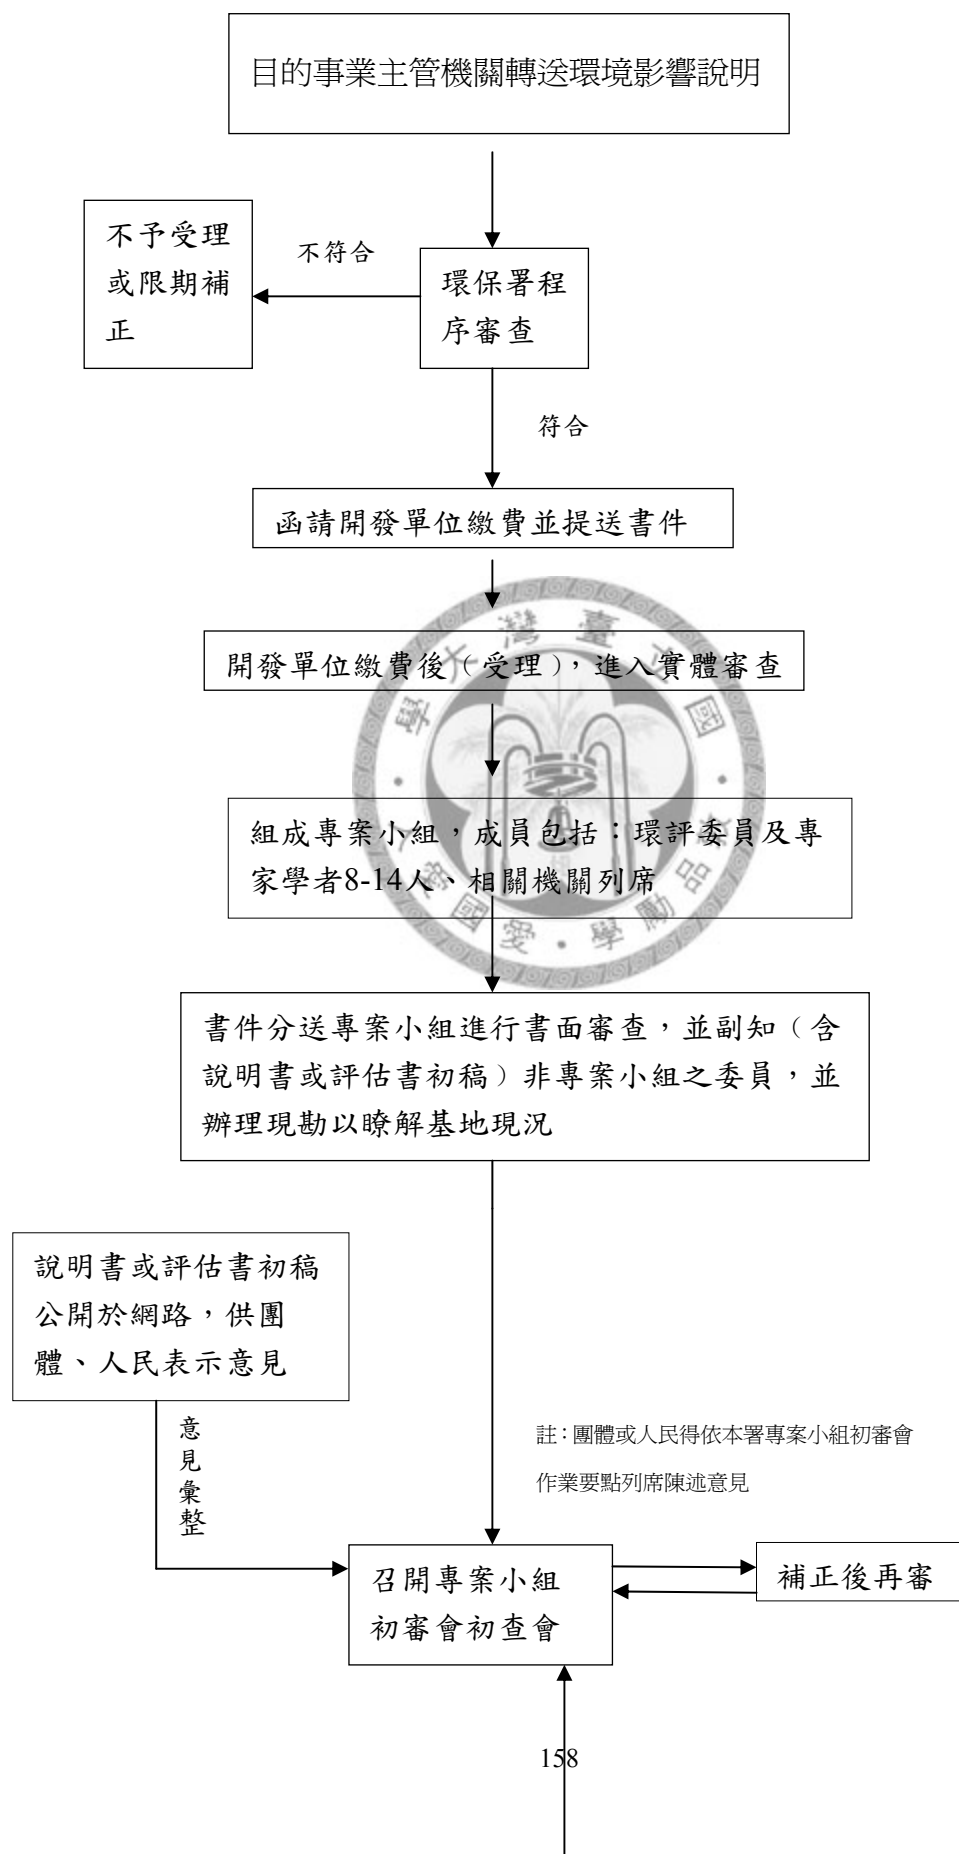 目的事業主管機關轉送環境影響說明
不予受理
或限期補
正
不符合
環保署程
序審查
符合
函請開發單位繳費並提送書件
開發單位繳費後（受理），進入實體審查
組成專案小組，成員包括：環評委員及專
家學者8-14人、相關機關列席
書件分送專案小組進行書面審查，並副知（含
說明書或評估書初稿）非專案小組之委員，並
辦理現勘以瞭解基地現況
說明書或評估書初稿
公開於網路，供團
體、人民表示意見
意見彙整
註：團體或人民得依本署專案小組初審會
作業要點列席陳述意見
召開專案小組
初審會初查會
補正後再審
158